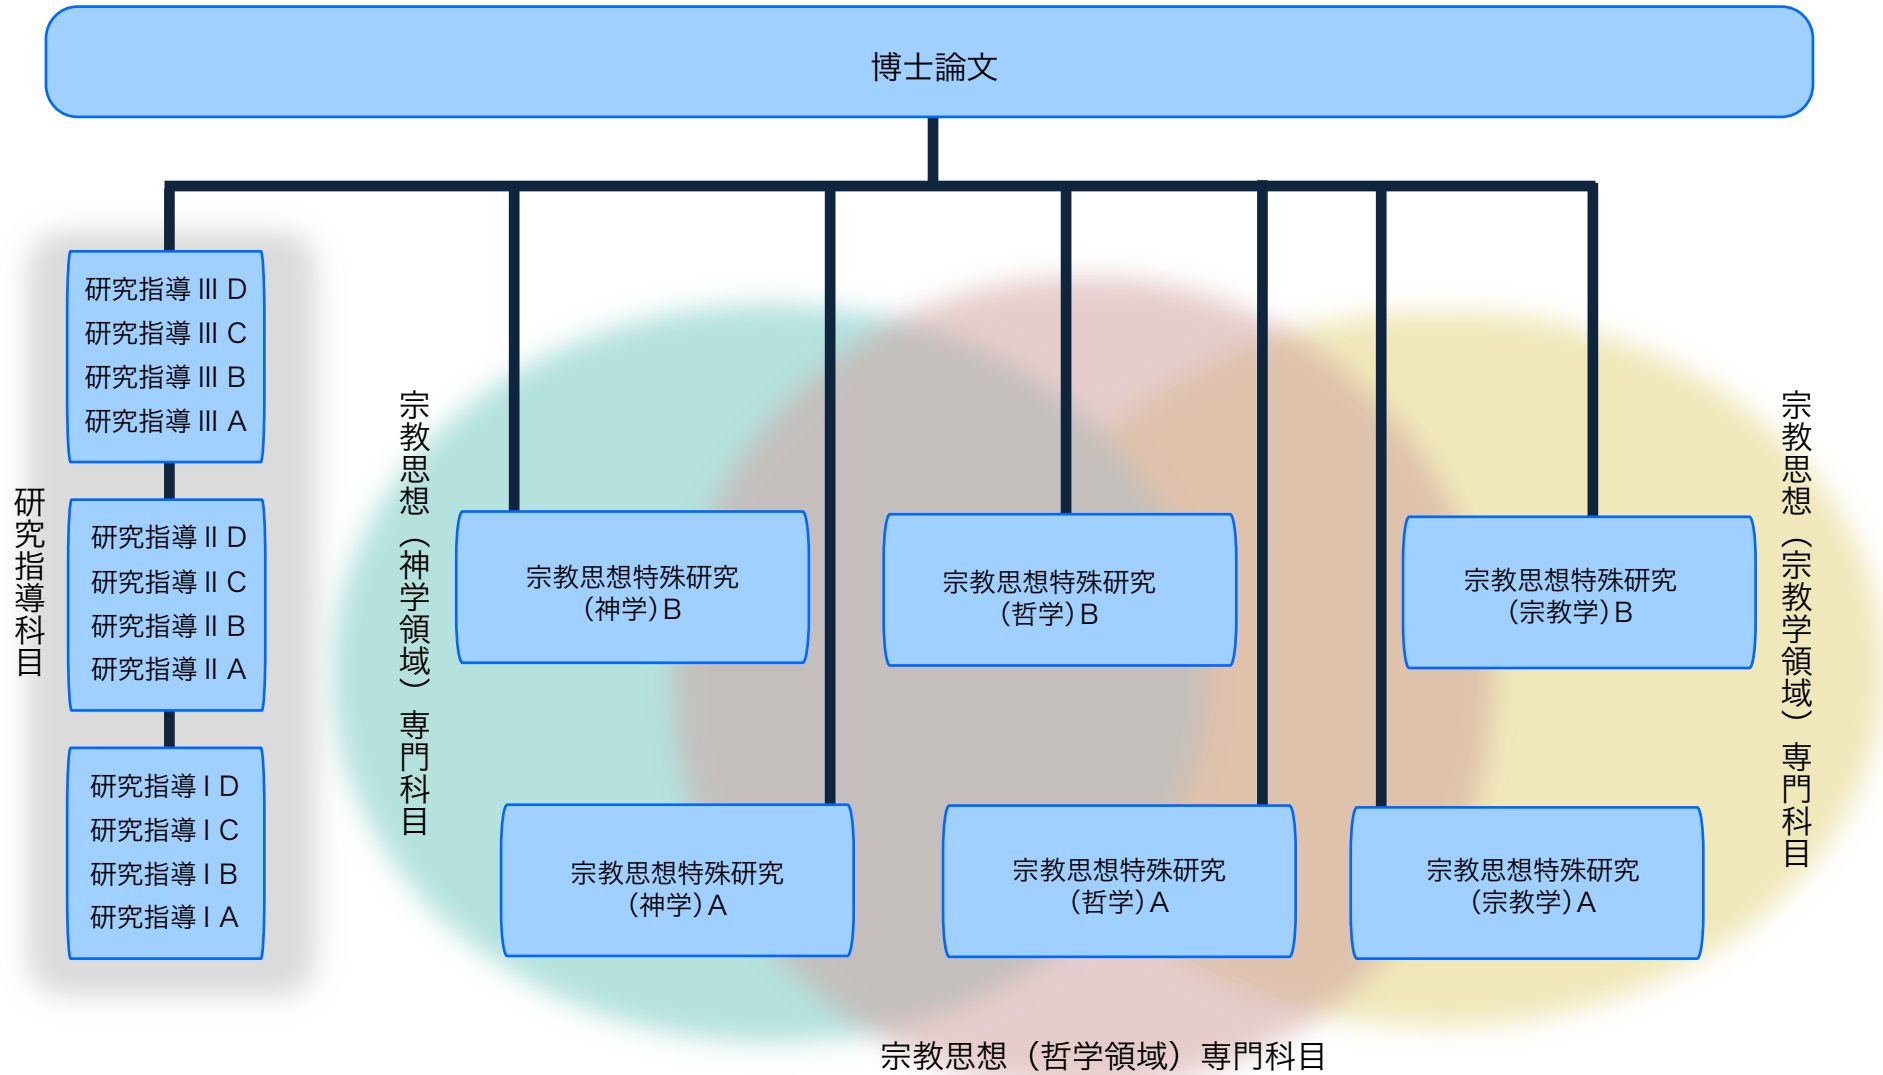 博士論文
研究指導科目
研究指導 Ⅲ D
研究指導 Ⅲ C
研究指導 Ⅲ B
研究指導 Ⅲ A
研究指導 Ⅱ D
研究指導 Ⅱ C
研究指導 Ⅱ B
研究指導 Ⅱ A
研究指導 Ⅰ D
研究指導 Ⅰ C
研究指導 Ⅰ B
研究指導 Ⅰ A
宗教思想（神学領域）専門科目
宗教思想特殊研究
（神学）B
宗教思想特殊研究
（哲学）B
宗教思想特殊研究
（宗教学）B
宗教思想特殊研究
（神学）A
宗教思想特殊研究
（哲学）A
宗教思想特殊研究
（宗教学）A
宗教思想（宗教学領域）専門科目
宗教思想（哲学領域）専門科目